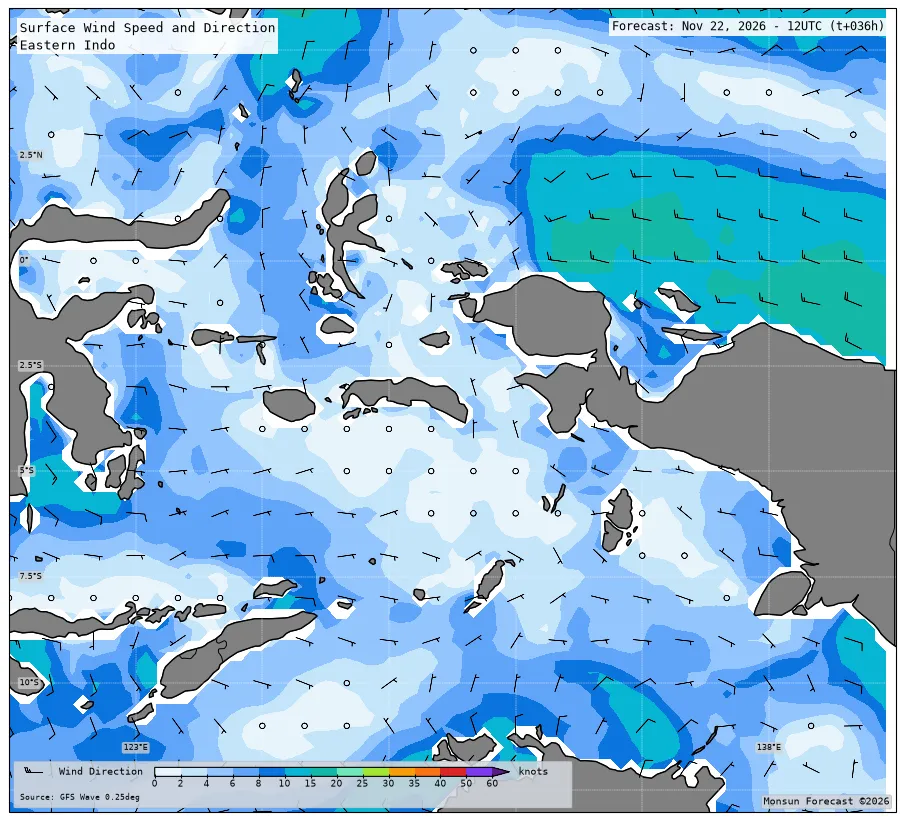 Surface Wind Speed and Direction
Eastern Indo
Forecast: Nov 22, 2026 - 12UTC (t+036h)
2.5°N
0°
2.5°S
5°S
7.5°S
10°S
123°E
138°E
Wind Direction
knots
0 2 4 6 8 10 15 20 25 30 35 40 50 60
Source: GFS Wave 0.25deg
Monsun Forecast ©2026